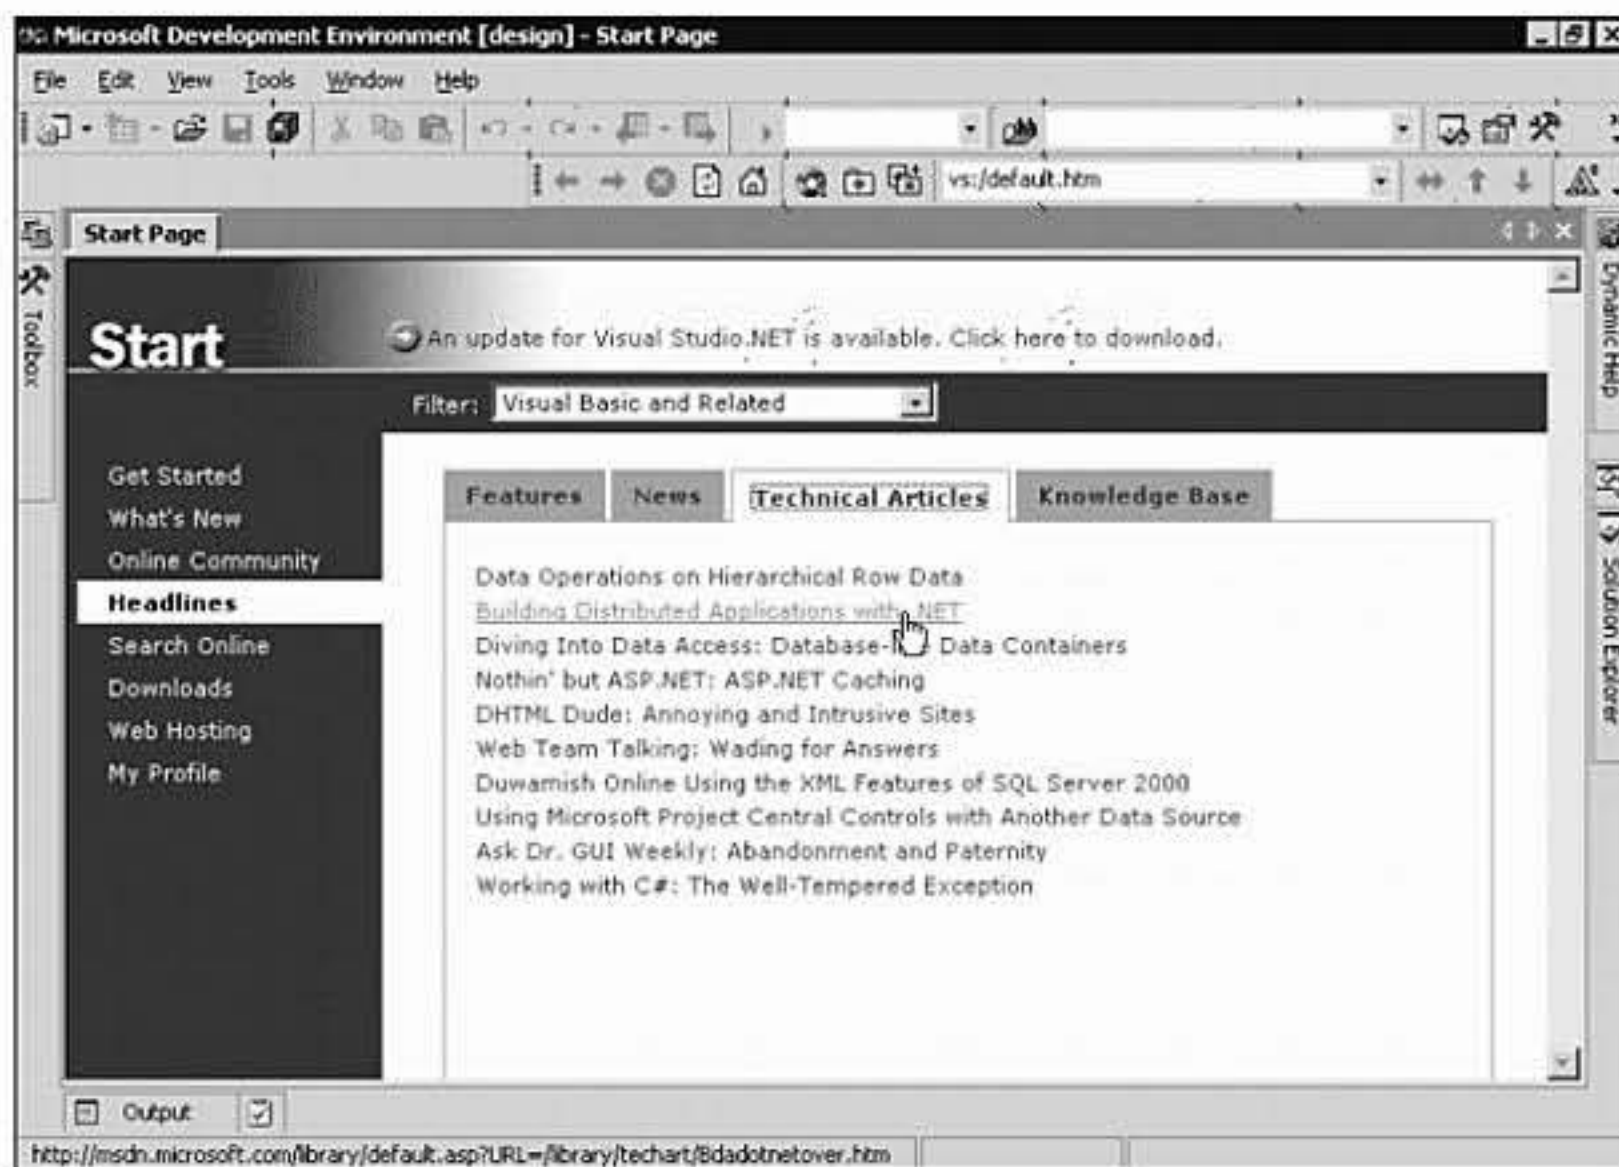 Microsoft Development Environment [design] - Start Page
File Edit View Tools Window Help
vs:/default.htm
Start Page
Toolbox
Dynamic Help
Solution Explorer
Start
An update for Visual Studio.NET is available. Click here to download.
Filter: Visual Basic and Related
Get Started
What's New
Online Community
Headlines
Search Online
Downloads
Web Hosting
My Profile
Features News Technical Articles Knowledge Base
Data Operations on Hierarchical Row Data
Building Distributed Applications with .NET
Diving Into Data Access: Database- Data Containers
Nothin' but ASP.NET: ASP.NET Caching
DHTML Dude: Annoying and Intrusive Sites
Web Team Talking: Wading for Answers
Duwamish Online Using the XML Features of SQL Server 2000
Using Microsoft Project Central Controls with Another Data Source
Ask Dr. GUI Weekly: Abandonment and Paternity
Working with C#: The Well-Tempered Exception
Output
http://msdn.microsoft.com/library/default.asp?URL=/library/techart/Bdadotnetover.htm